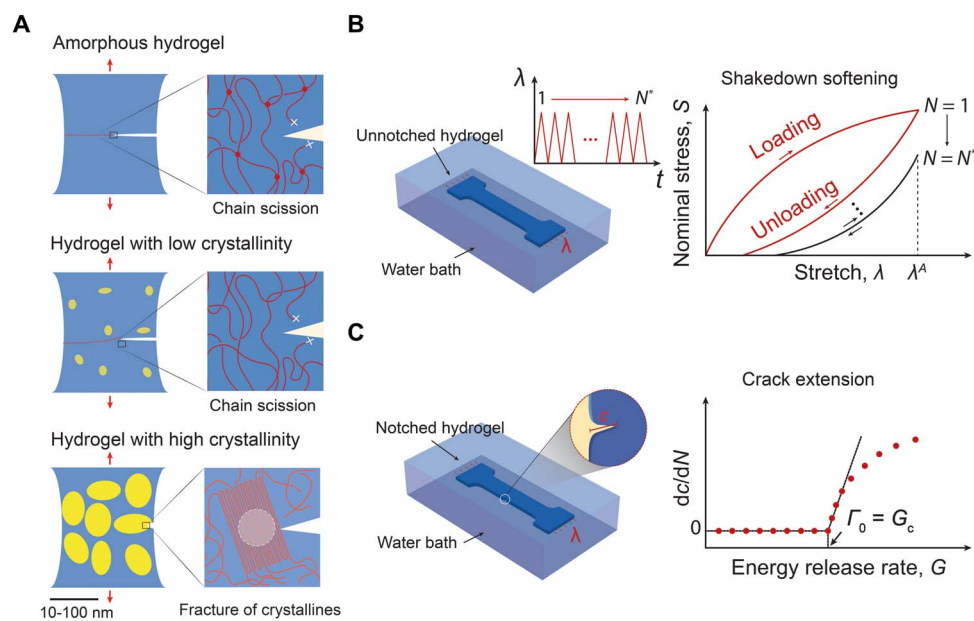 A
Amorphous hydrogel
Chain scission
Hydrogel with low crystallinity
Chain scission
Hydrogel with high crystallinity
10-100 nm
Fracture of crystallines
B
λ
1
N*
...
t
Unnotched hydrogel
λ
Water bath
Shakedown softening
Nominal stress, S
Loading
Unloading
N = 1
N = N*
Stretch, λ
λᴬ
C
c
Notched hydrogel
λ
Water bath
Crack extension
dc/dN
0
Γ₀ = G꜀
Energy release rate, G